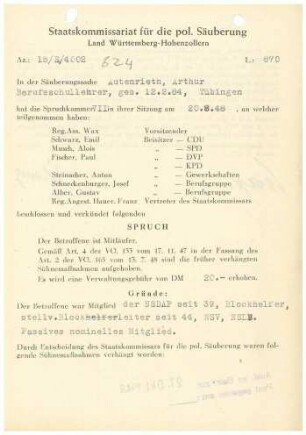 Staatskommissariat für die pol. Säuberung
Land Württemberg-Hohenzollern
Az.: 15/2/4002 624 L: 670
In der Säuberungssache Autenrieth, Arthur
Berufsschullehrer, geb. 12.2.84, Tübingen
hat die Spruchkammer VII in ihrer Sitzung am 20.8.48, an welcher
teilgenommen haben:
Reg.Ass. Wax Vorsitzender
Schwarz, Emil Beisitzer — CDU
Musch, Alois „ — SPD
Fischer, Paul „ — DVP
„ — KPD
Steinacher, Anton „ — Gewerkschaften
Schneckenburger, Josef „ — Berufsgruppe
Alber, Gustav „ — Berufsgruppe
Reg.Angest. Hauer, Franz Vertreter des Staatskommissars
beschlossen und verkündet folgenden
SPRUCH
Der Betroffene ist Mitläufer.
Gemäß Art. 4 der VO. 133 vom 17. 11. 47 in der Fassung des
Art. 2 der VO. 165 vom 13. 7. 48 sind die früher verhängten
Sühnemaßnahmen aufgehoben.
Es wird eine Verwaltungsgebühr von DM 20.- erhoben.
Gründe:
Der Betroffene war Mitglied der NSDAP seit 39, Blockhelfer,
stellv. Blockleiter seit 44, NSV, NSLB.
Passives nominelles Mitglied.
Durch Entscheidung des Staatskommissars für die pol. Säuberung waren folgende
Sühnemaßnahmen verhängt worden: